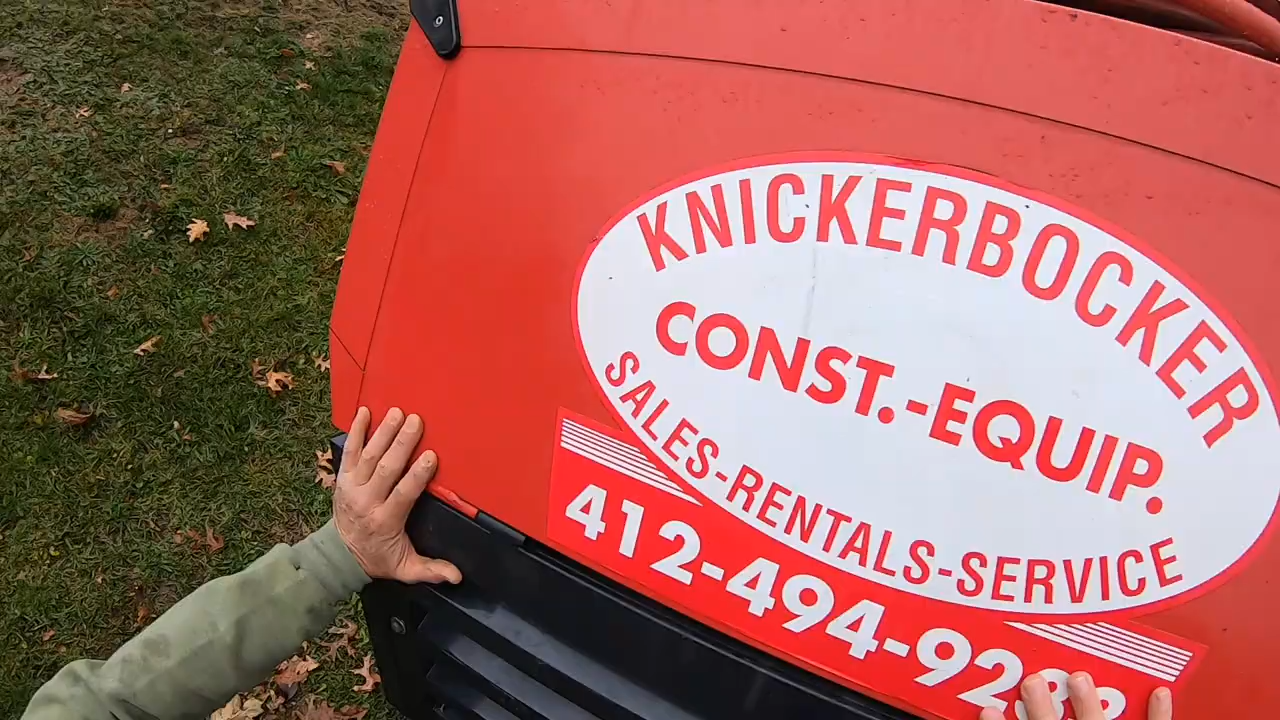 KNICKERBOCKER
CONST.-EQUIP.
SALES-RENTALS-SERVICE
412-494-92